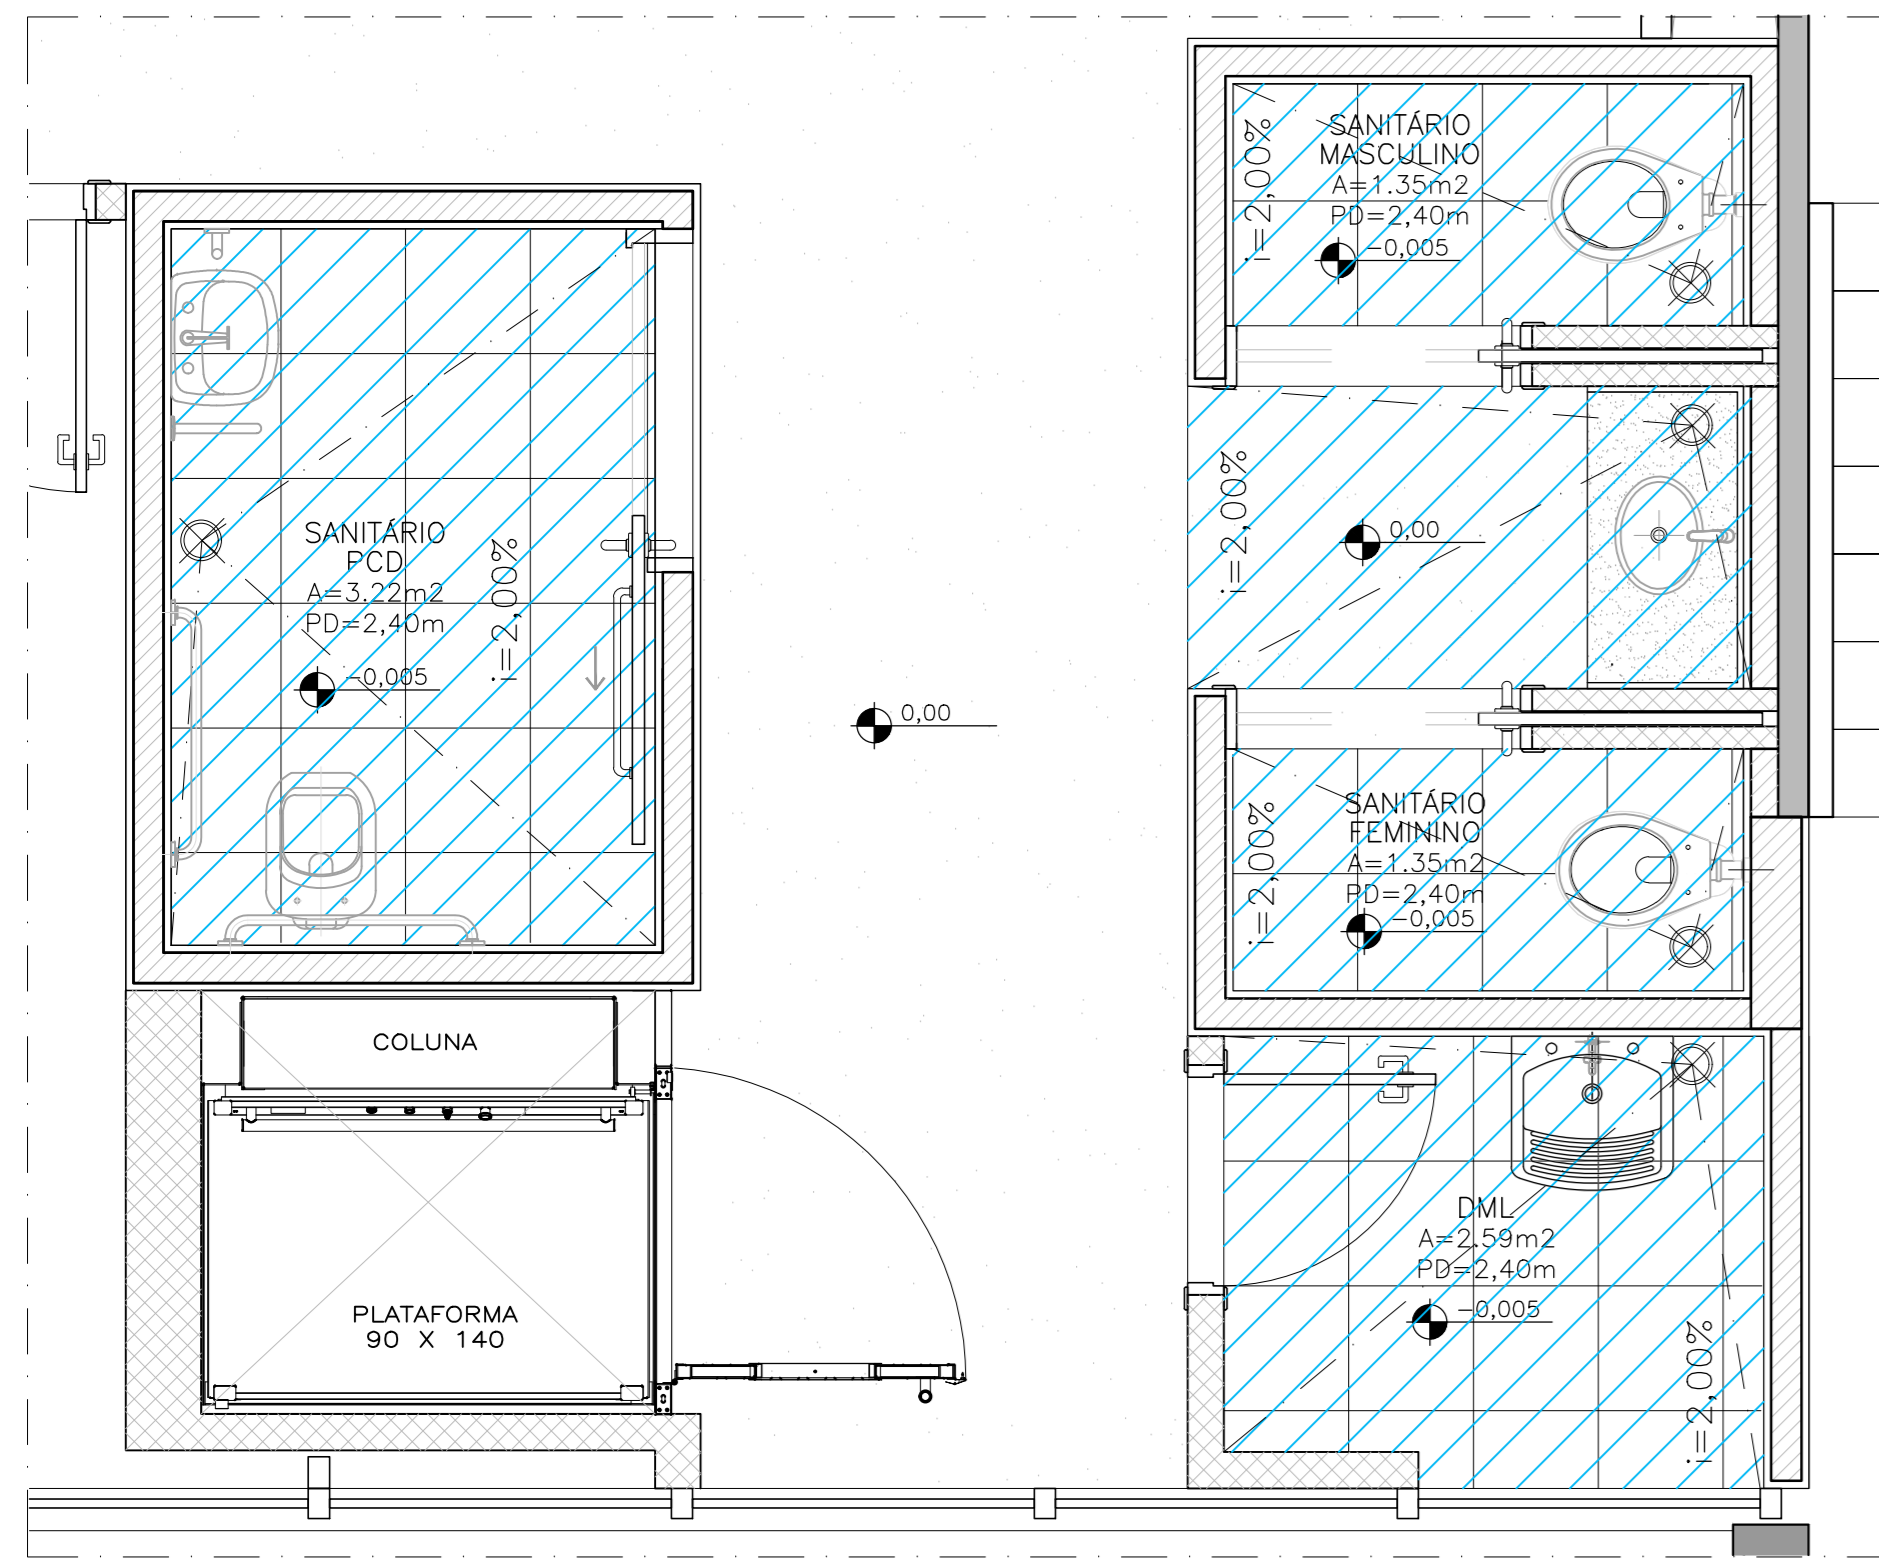 SANITÁRIO
MASCULINO
A=1.35m2
PD=2,40m
-0,005
i=2,00%
SANITÁRIO
PCD
A=3.22m2
PD=2,40m
-0,005
i=2,00%
0,00
i=2,00%
0,00
SANITÁRIO
FEMININO
A=1.35m2
PD=2,40m
-0,005
i=2,00%
COLUNA
PLATAFORMA
90 X 140
DML
A=2.59m2
PD=2,40m
-0,005
i=2,00%